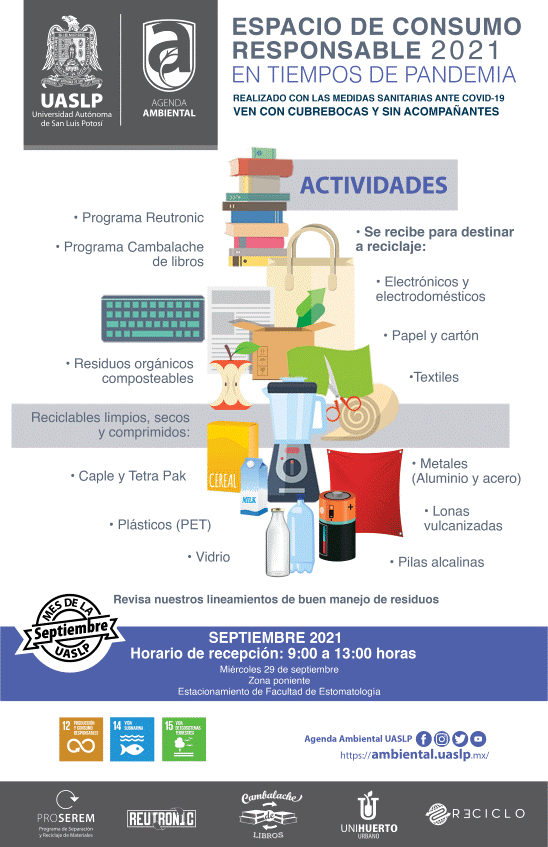 UASLP
Universidad Autónoma
de San Luis Potosí
AGENDA
AMBIENTAL
ESPACIO DE CONSUMO
RESPONSABLE 2021
EN TIEMPOS DE PANDEMIA
REALIZADO CON LAS MEDIDAS SANITARIAS ANTE COVID-19
VEN CON CUBREBOCAS Y SIN ACOMPAÑANTES
ACTIVIDADES
• Programa Reutronic
• Programa Cambalache
de libros
• Se recibe para destinar
a reciclaje:
• Electrónicos y
electrodomésticos
• Papel y cartón
• Residuos orgánicos
composteables
•Textiles
Reciclables limpios, secos
y comprimidos:
• Caple y Tetra Pak
CEREAL
MILK
• Metales
(Aluminio y acero)
• Plásticos (PET)
• Lonas
vulcanizadas
• Vidrio
• Pilas alcalinas
Revisa nuestros lineamientos de buen manejo de residuos
MES DE LA
Septiembre
UASLP
SEPTIEMBRE 2021
Horario de recepción: 9:00 a 13:00 horas
Miércoles 29 de septiembre
Zona poniente
Estacionamiento de Facultad de Estomatología
12 PRODUCCIÓN
Y CONSUMO
RESPONSABLES
14 VIDA
SUBMARINA
15 VIDA
DE ECOSISTEMAS
TERRESTRES
Agenda Ambiental UASLP
https://ambiental.uaslp.mx/
PROSEREM
Programa de Separación
y Reciclaje de Materiales
REUTRONIC
Cambalache
de
LIBROS
UNIHUERTO
URBANO
RECICLO